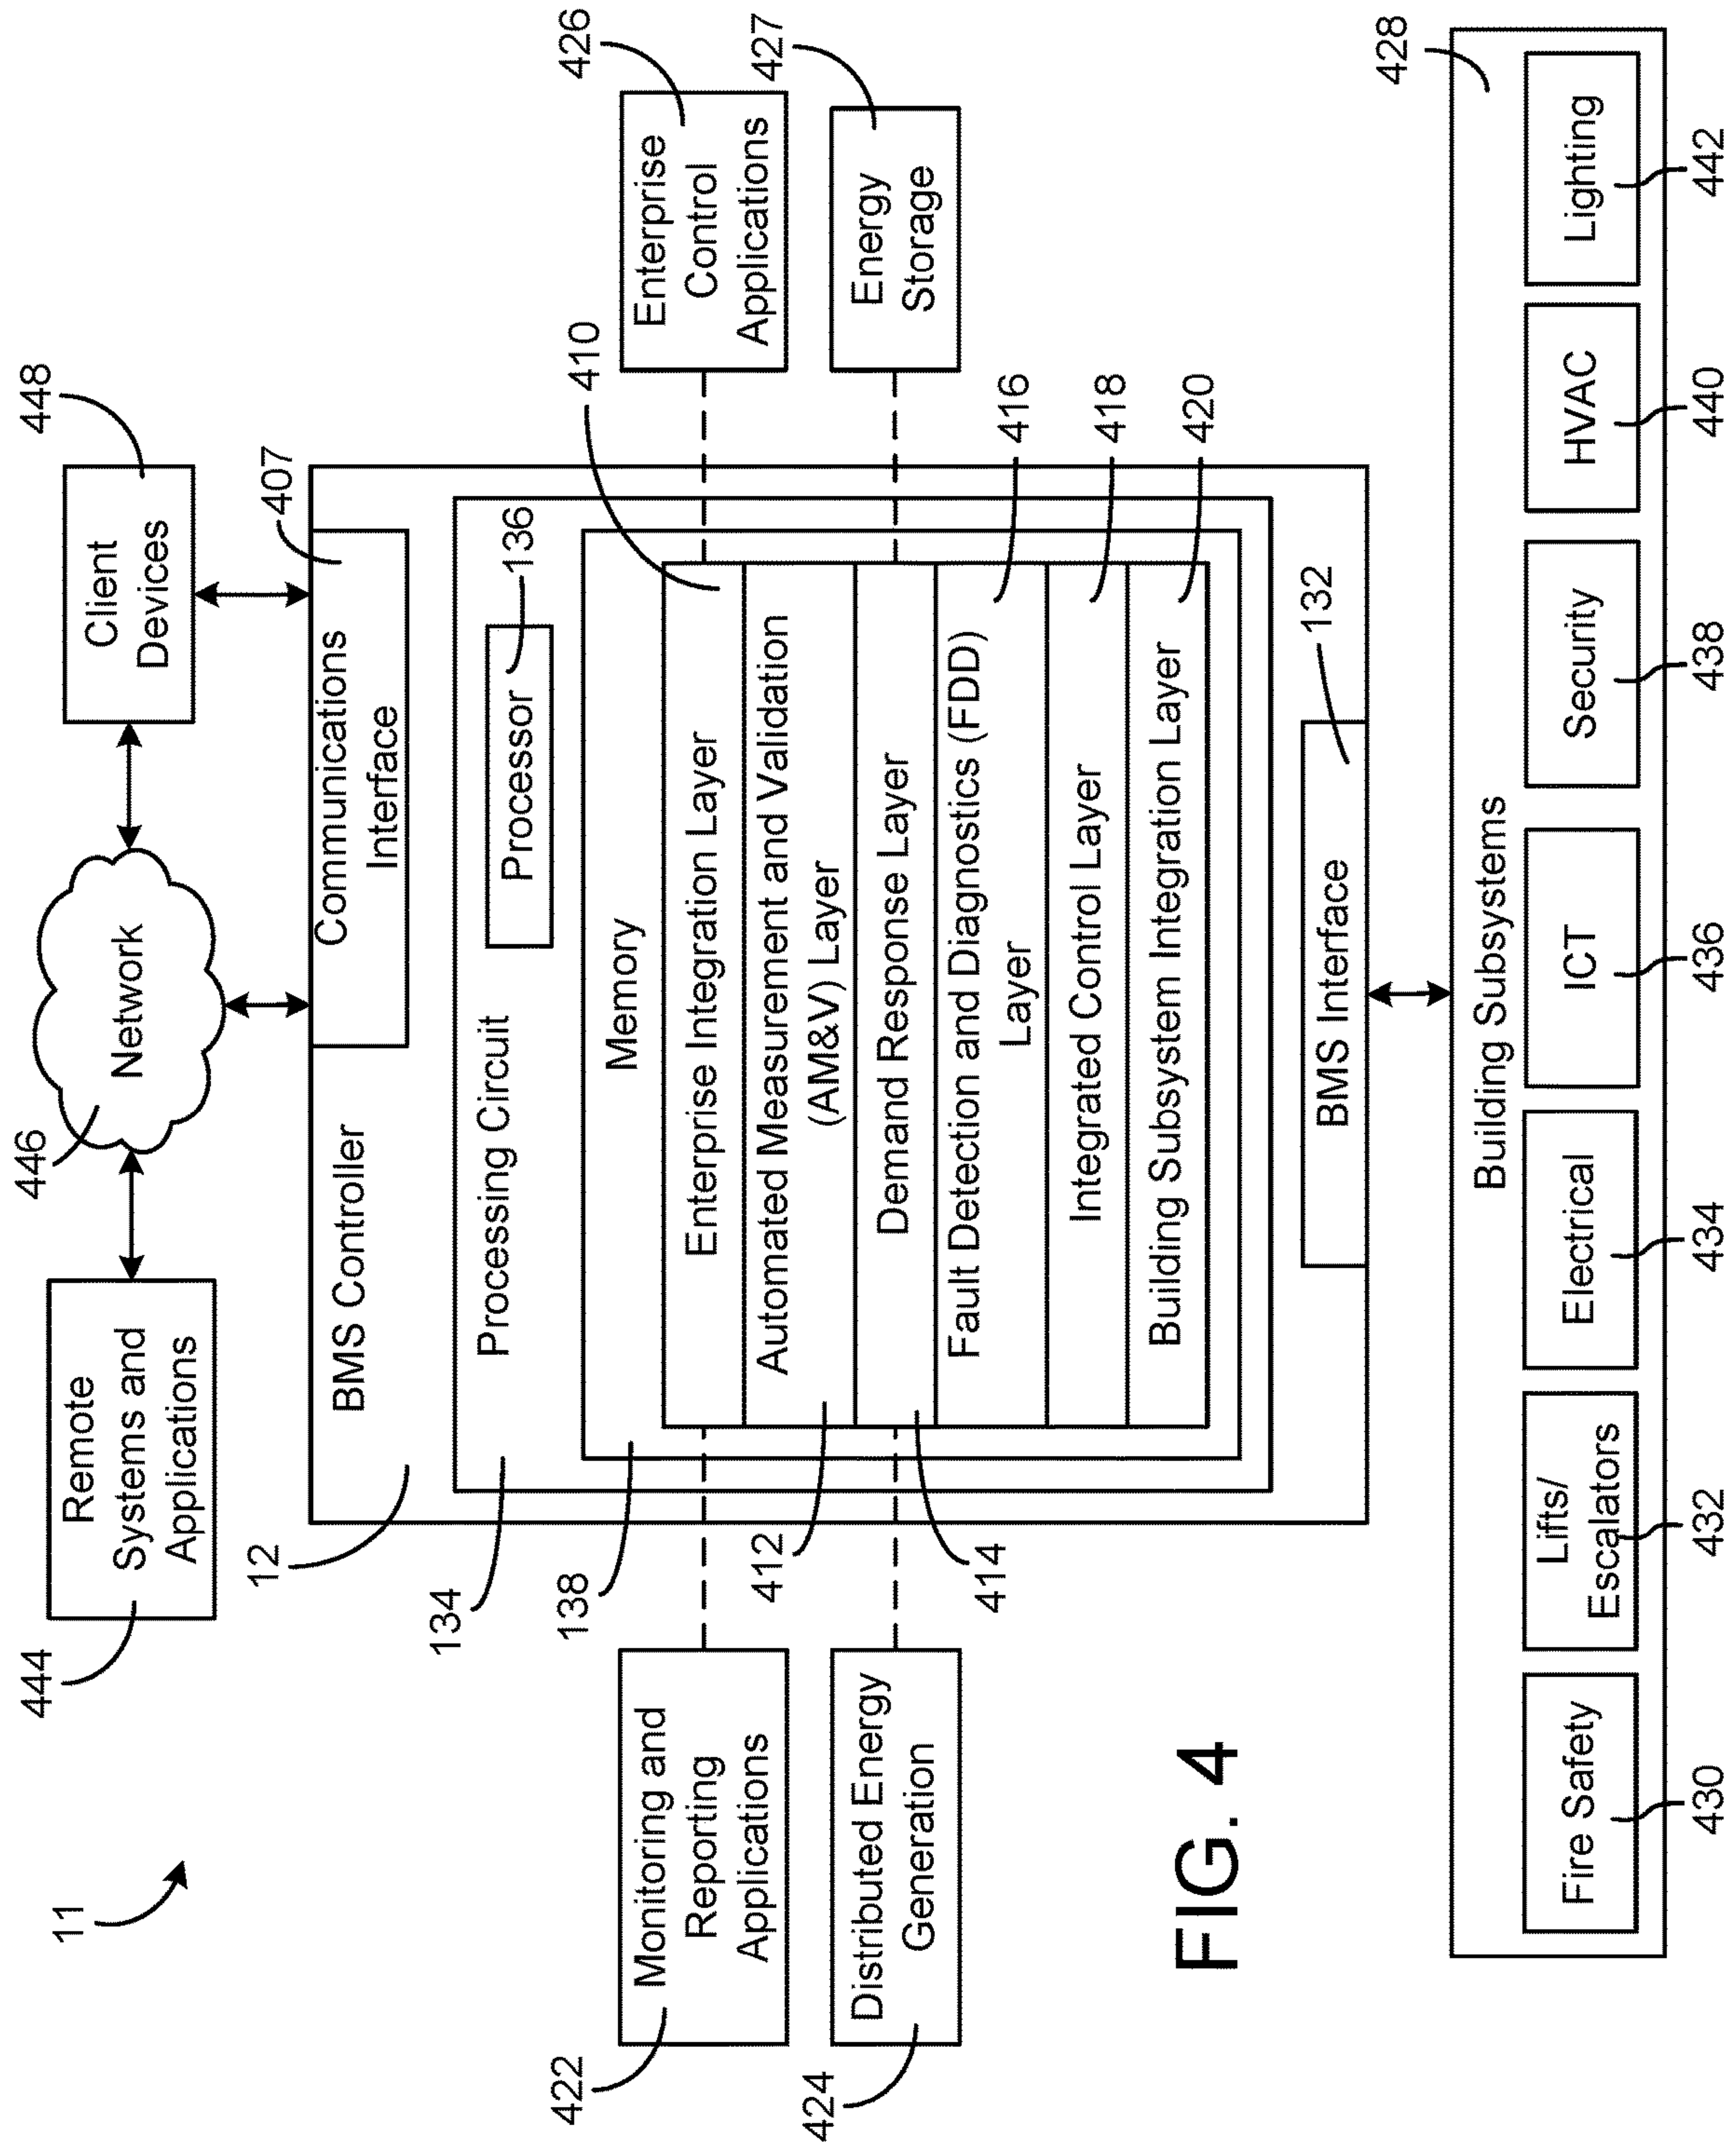 11
444
Remote
Systems and
Applications
446
Network
448
Client
Devices
12
BMS Controller
407
Communications
Interface
134
Processing Circuit
Processor
136
138
Memory
410
Enterprise Integration Layer
Automated Measurement and Validation
(AM&V) Layer
412
Demand Response Layer
414
Fault Detection and Diagnostics (FDD)
Layer
416
Integrated Control Layer
418
Building Subsystem Integration Layer
420
422
Monitoring and
Reporting
Applications
424
Distributed Energy
Generation
426
Enterprise
Control
Applications
427
Energy
Storage
BMS Interface
132
FIG. 4
428
Building Subsystems
Fire Safety
Lifts/
Escalators
Electrical
ICT
Security
HVAC
Lighting
430
432
434
436
438
440
442